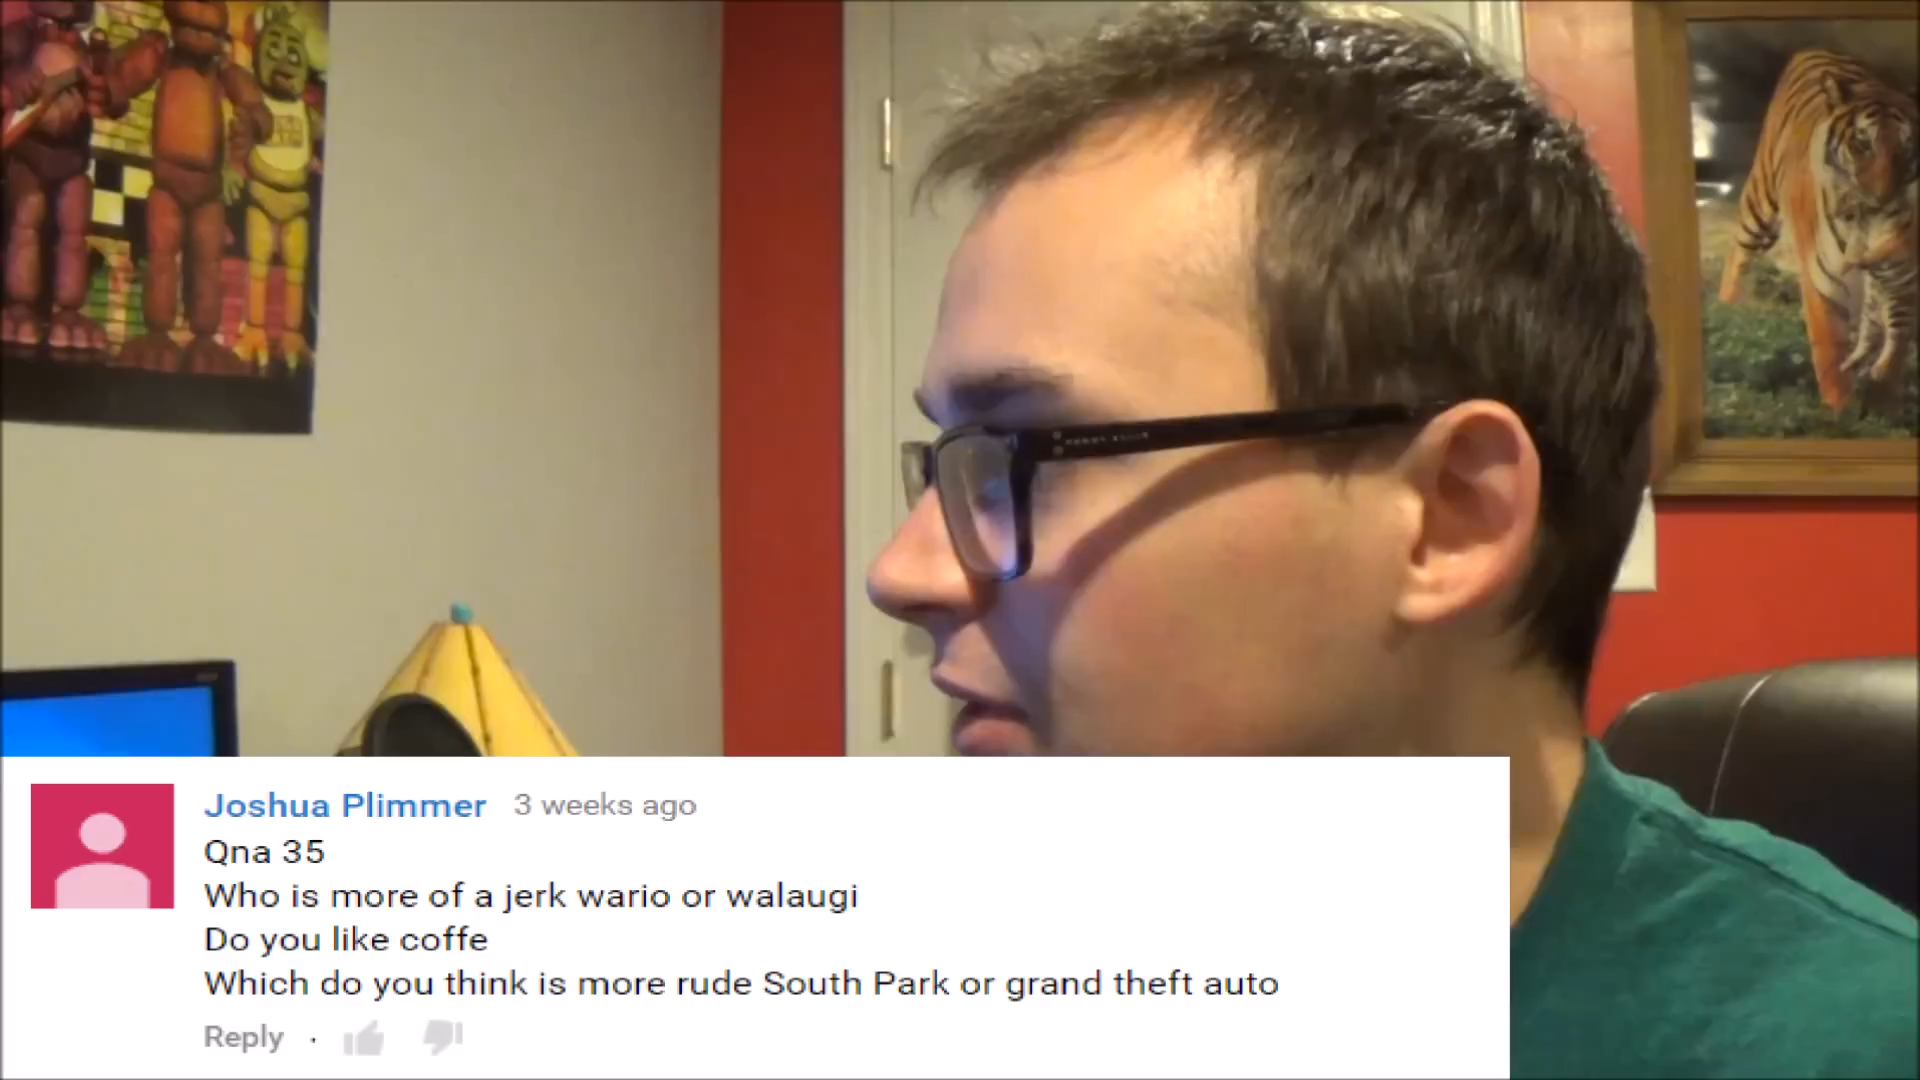 Joshua Plimmer 3 weeks ago
Qna 35
Who is more of a jerk wario or walaugi
Do you like coffe
Which do you think is more rude South Park or grand theft auto
Reply ·